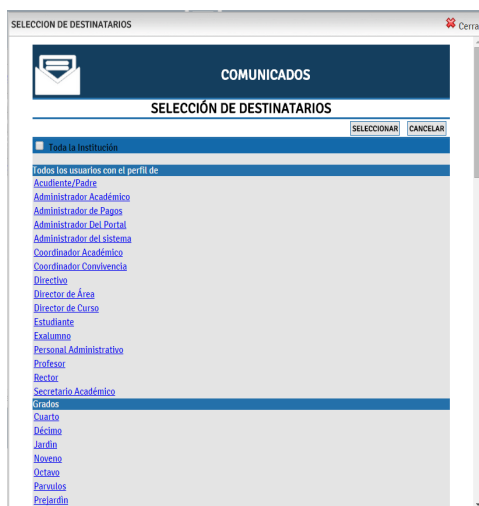 SELECCION DE DESTINATARIOS
Cerra
COMUNICADOS
SELECCIÓN DE DESTINATARIOS
SELECCIONAR CANCELAR
Toda la Institución
Todos los usuarios con el perfil de
Acudiente/Padre
Administrador Académico
Administrador de Pagos
Administrador Del Portal
Administrador del sistema
Coordinador Académico
Coordinador Convivencia
Directivo
Director de Área
Director de Curso
Estudiante
Exalumno
Personal Administrativo
Profesor
Rector
Secretario Académico
Grados
Cuarto
Décimo
Jardín
Noveno
Octavo
Parvulos
Prejardín